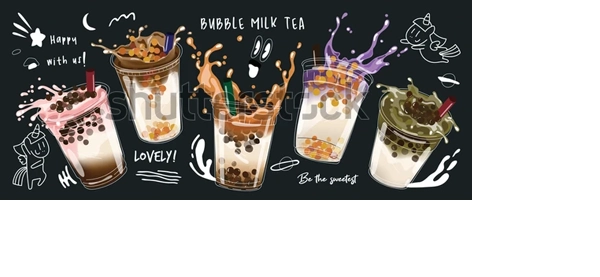 BUBBLE MILK TEA
Happy
with us!
shutterstock
LOVELY!
Be the sweetest